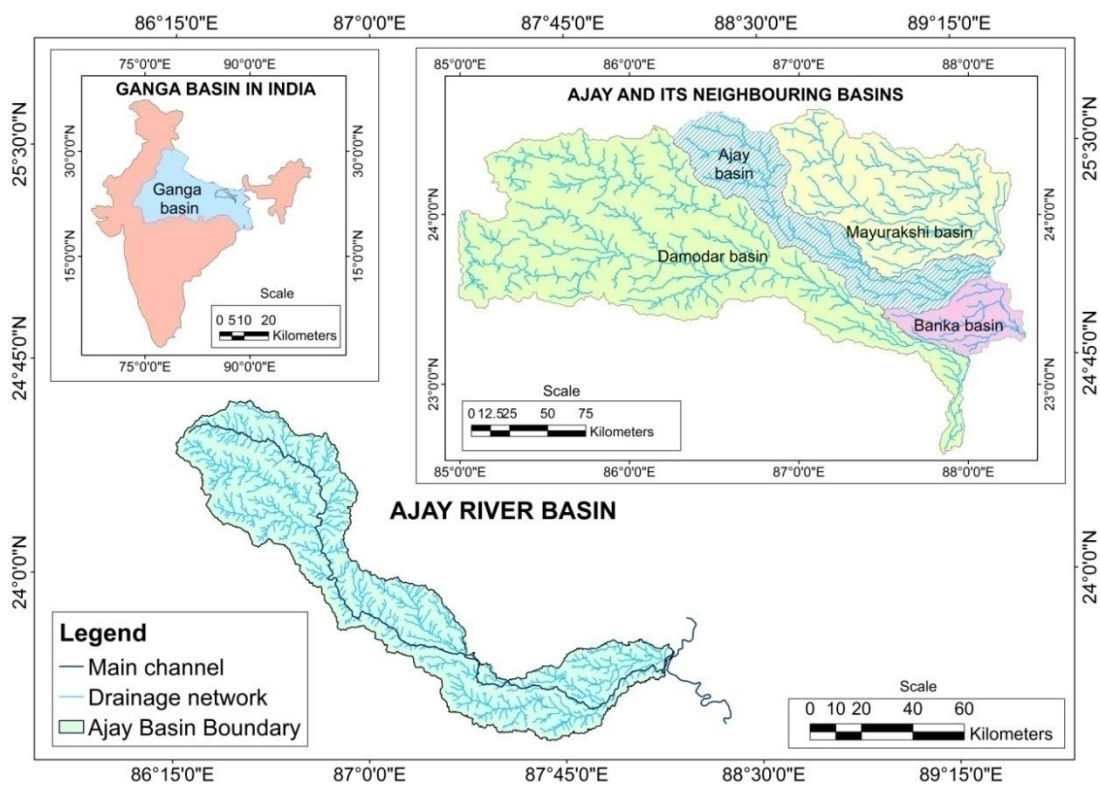 86°15'0"E 87°0'0"E 87°45'0"E 88°30'0"E 89°15'0"E
25°30'0"N
24°45'0"N
24°0'0"N
75°0'0"E 90°0'0"E
GANGA BASIN IN INDIA
30°0'0"N
15°0'0"N
Ganga
basin
30°0'0"N
15°0'0"N
Scale
0 5 10 20
Kilometers
75°0'0"E 90°0'0"E
85°0'0"E 86°0'0"E 87°0'0"E 88°0'0"E
AJAY AND ITS NEIGHBOURING BASINS
24°0'0"N
23°0'0"N
Ajay
basin
Mayurakshi basin
Damodar basin
Banka basin
24°0'0"N
23°0'0"N
Scale
0 12.5 25 50 75
Kilometers
85°0'0"E 86°0'0"E 87°0'0"E 88°0'0"E
25°30'0"N
24°45'0"N
24°0'0"N
AJAY RIVER BASIN
Legend
Main channel
Drainage network
Ajay Basin Boundary
Scale
0 10 20 40 60
Kilometers
86°15'0"E 87°0'0"E 87°45'0"E 88°30'0"E 89°15'0"E